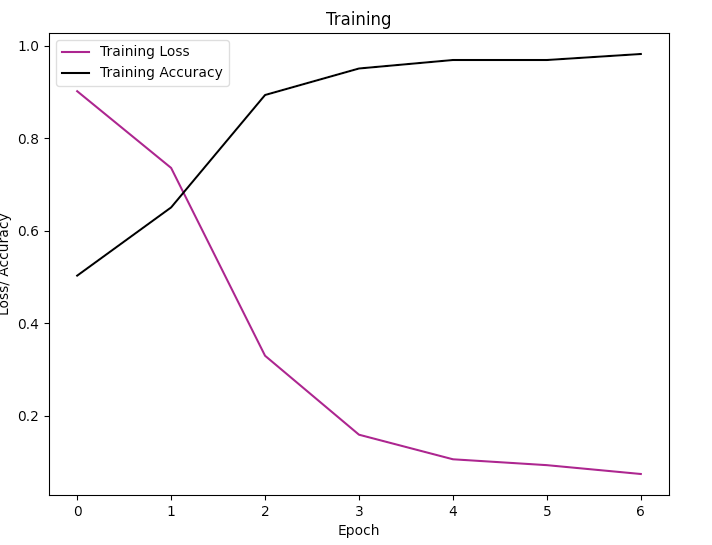 Training
Training Loss
Training Accuracy
1.0
0.8
0.6
0.4
0.2
Loss/ Accuracy
0 1 2 3 4 5 6
Epoch